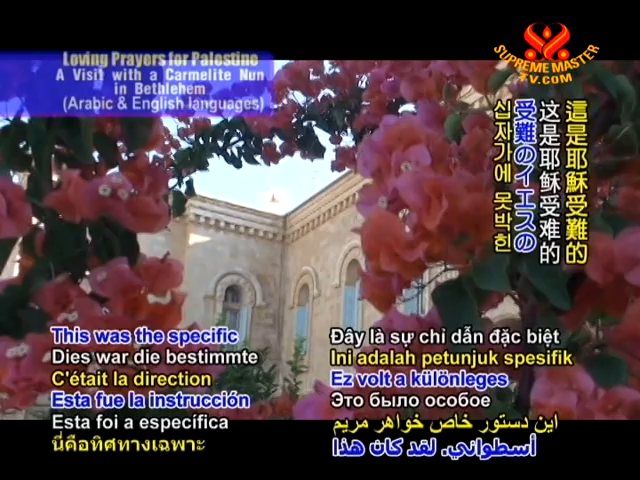 Loving Prayers for Palestine
A Visit with a Carmelite Nun
in Bethlehem
(Arabic & English languages)
SUPREME MASTER
TV.COM
這是耶穌受難的
这是耶稣受难的
受難のイエスの
십자가에 못박힌
This was the specific
Dies war die bestimmte
C'était la direction
Esta fue la instrucción
Esta foi a específica
นี่คือทิศทางเฉพาะ
Đây là sự chỉ dẫn đặc biệt
Ini adalah petunjuk spesifik
Ez volt a különleges
Это было особое
این دستور خاص خواهر مریم
أسطواني. لقد كان هذا